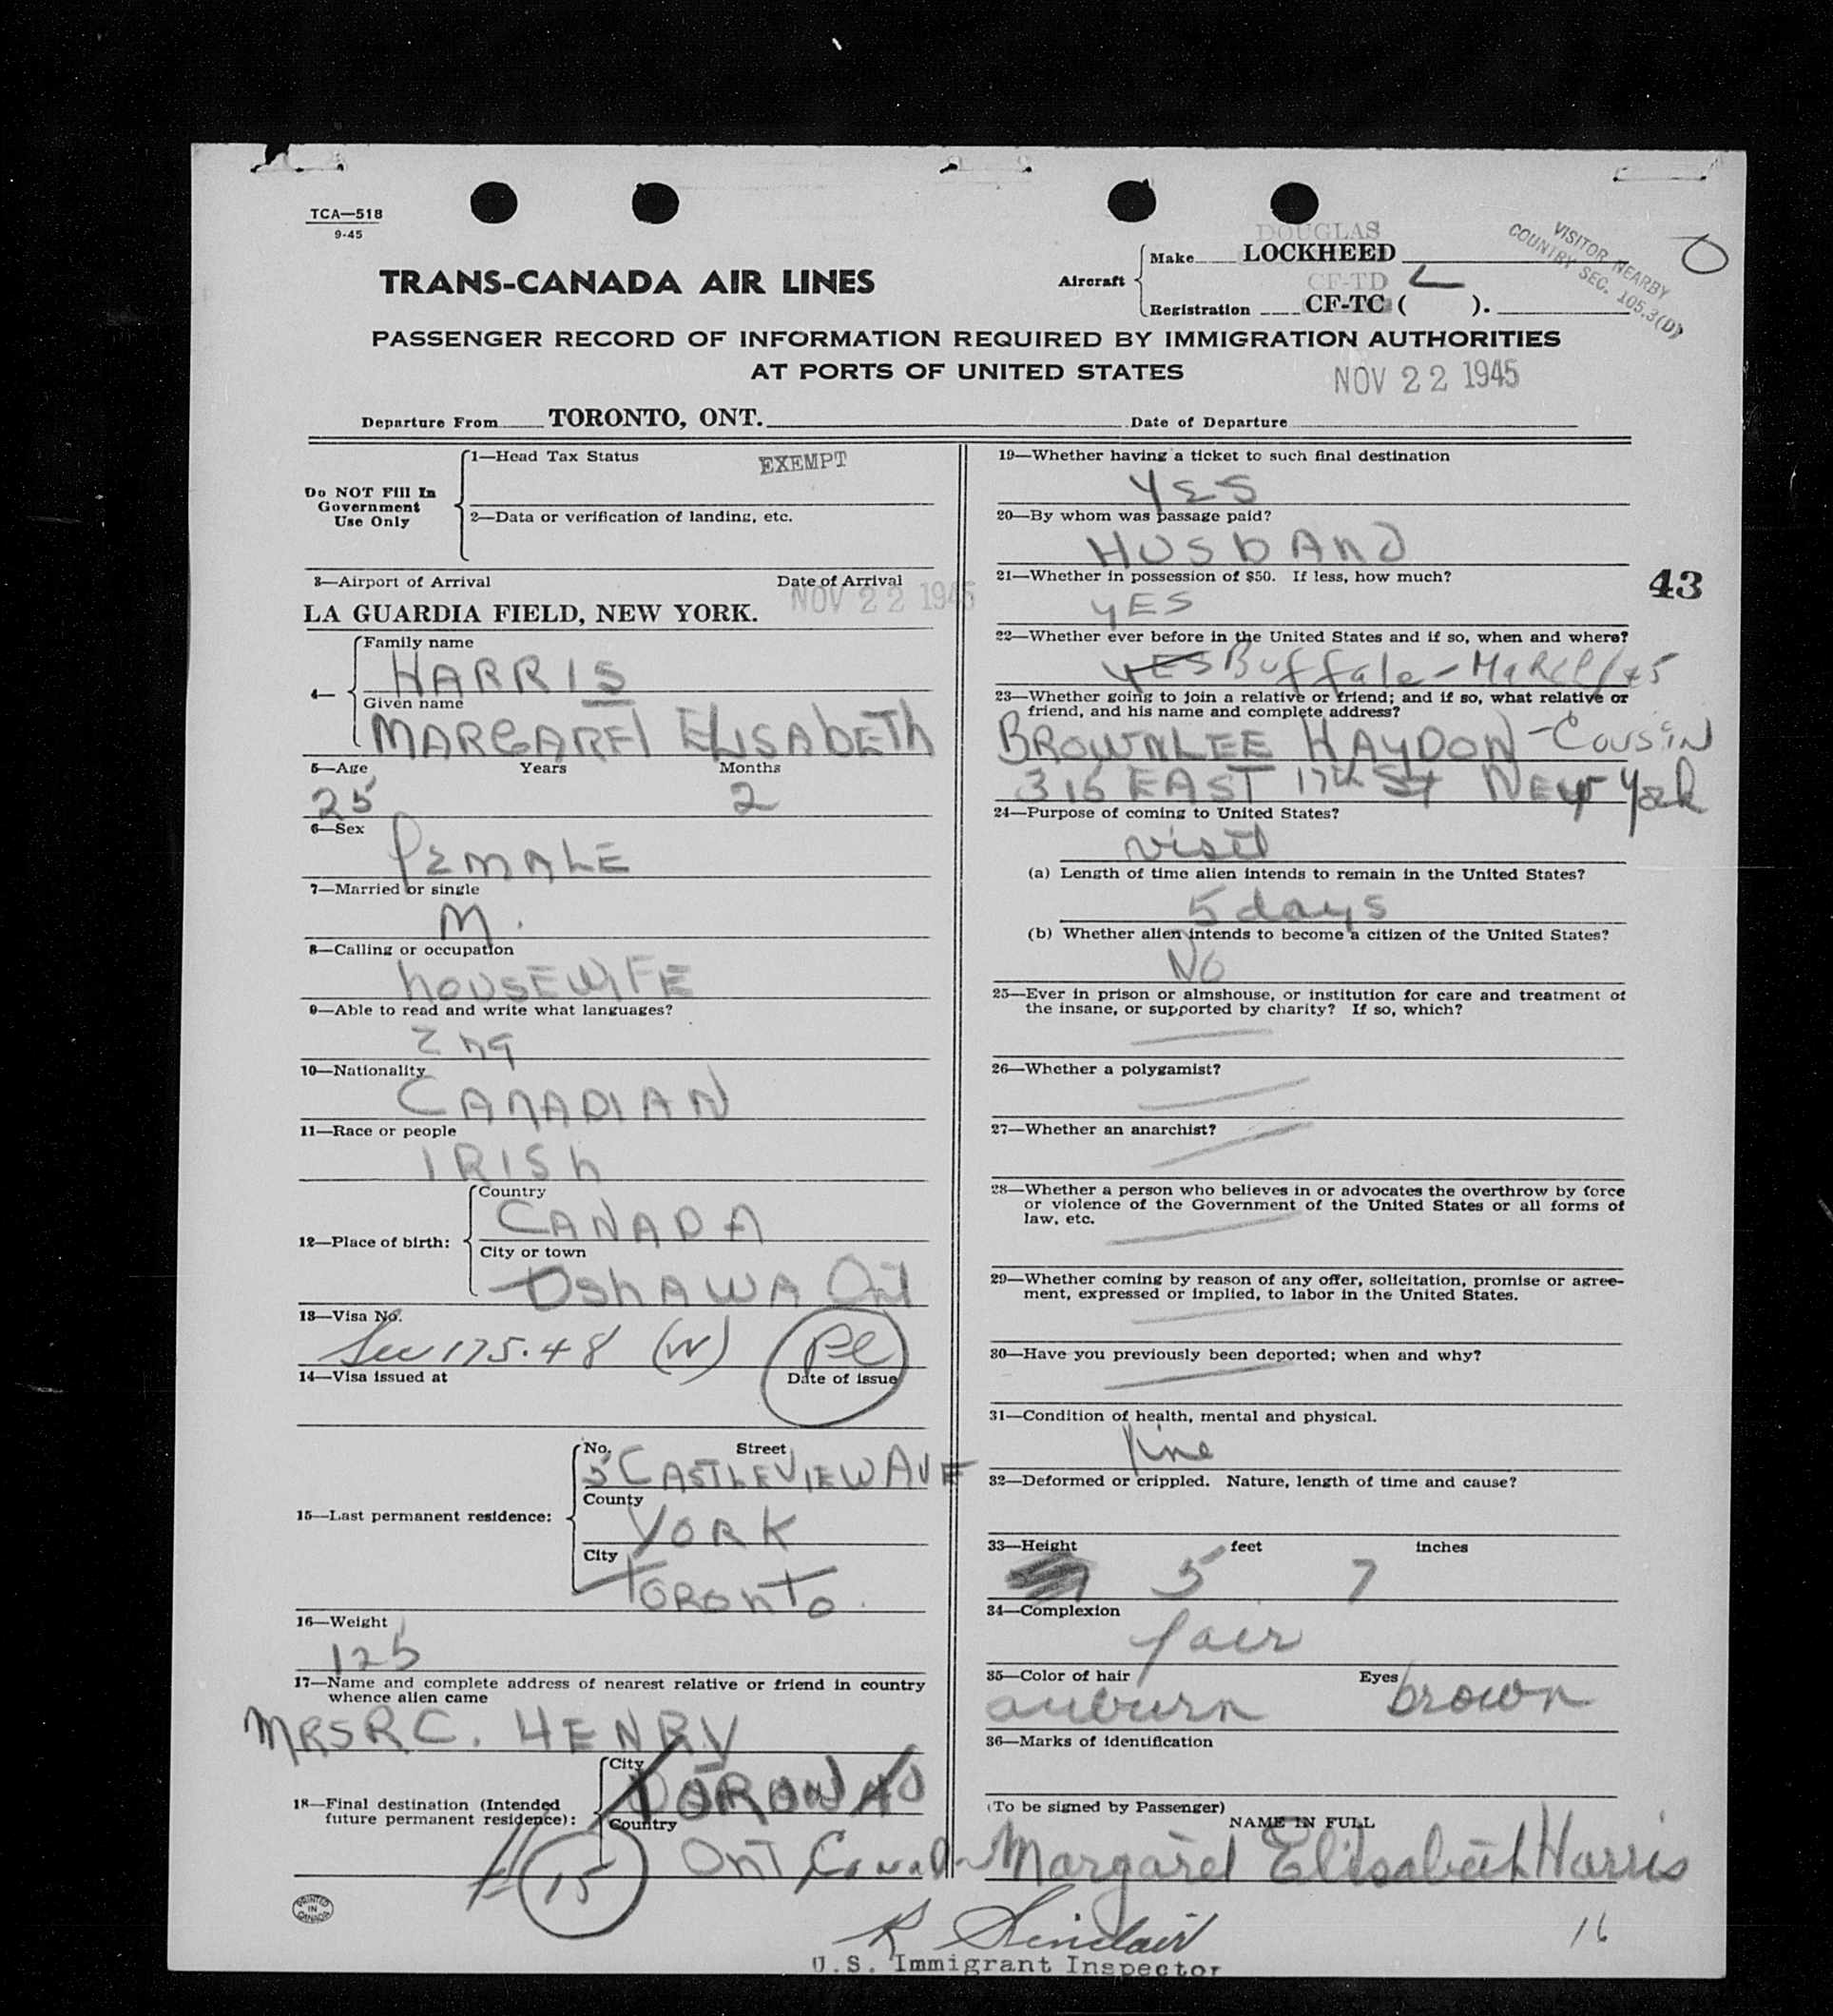 TCA—518
9-45
DOUGLAS
Make LOCKHEED
VISITOR NEARBY
COUNTRY SEC. 105.3(D)
TRANS-CANADA AIR LINES
Aircraft
CF-TD L
Registration CF-TC ( ).
PASSENGER RECORD OF INFORMATION REQUIRED BY IMMIGRATION AUTHORITIES
AT PORTS OF UNITED STATES
NOV 22 1945
Departure From TORONTO, ONT. Date of Departure
Do NOT Fill In
Government
Use Only
1—Head Tax Status EXEMPT
2—Data or verification of landing, etc.
3—Airport of Arrival Date of Arrival
NOV 22 1945
LA GUARDIA FIELD, NEW YORK.
4—
Family name
HARRIS
Given name
MARGARET ELISABETH
5—Age Years Months
25 2
6—Sex
FEMALE
7—Married or single
M.
8—Calling or occupation
HOUSEWIFE
9—Able to read and write what languages?
Eng
10—Nationality
CANADIAN
11—Race or people
IRISH
12—Place of birth:
Country
CANADA
City or town
OSHAWA Ont
13—Visa No.
Sec 175.48 (W) PC
14—Visa issued at Date of issue
15—Last permanent residence:
No. Street
5 CASTLEVIEW AVE
County
YORK
City
TORONTO.
16—Weight
125
17—Name and complete address of nearest relative or friend in country
whence alien came
MRS R C. HENRY
18—Final destination (Intended
future permanent residence):
City
TORONTO
Country
ONT Canada
15
PRINTED
IN
CANADA
19—Whether having a ticket to such final destination
YES
20—By whom was passage paid?
HUSBAND
21—Whether in possession of $50. If less, how much?
YES
43
22—Whether ever before in the United States and if so, when and where?
YES Buffalo - MARCH/45
23—Whether going to join a relative or friend; and if so, what relative or
friend, and his name and complete address?
BROWNLEE HAYDON - COUSIN
316 EAST 17th ST NEW York
24—Purpose of coming to United States?
visit
(a) Length of time alien intends to remain in the United States?
5 days
(b) Whether alien intends to become a citizen of the United States?
No
25—Ever in prison or almshouse, or institution for care and treatment of
the insane, or supported by charity? If so, which?
26—Whether a polygamist?
27—Whether an anarchist?
28—Whether a person who believes in or advocates the overthrow by force
or violence of the Government of the United States or all forms of
law, etc.
29—Whether coming by reason of any offer, solicitation, promise or agree-
ment, expressed or implied, to labor in the United States.
30—Have you previously been deported; when and why?
31—Condition of health, mental and physical.
fine
32—Deformed or crippled. Nature, length of time and cause?
33—Height feet inches
5 7
34—Complexion
fair
35—Color of hair Eyes
auburn brown
36—Marks of identification
(To be signed by Passenger)
NAME IN FULL
Margaret Elisabeth Harris
R Sinclair
16
U.S. Immigrant Inspector